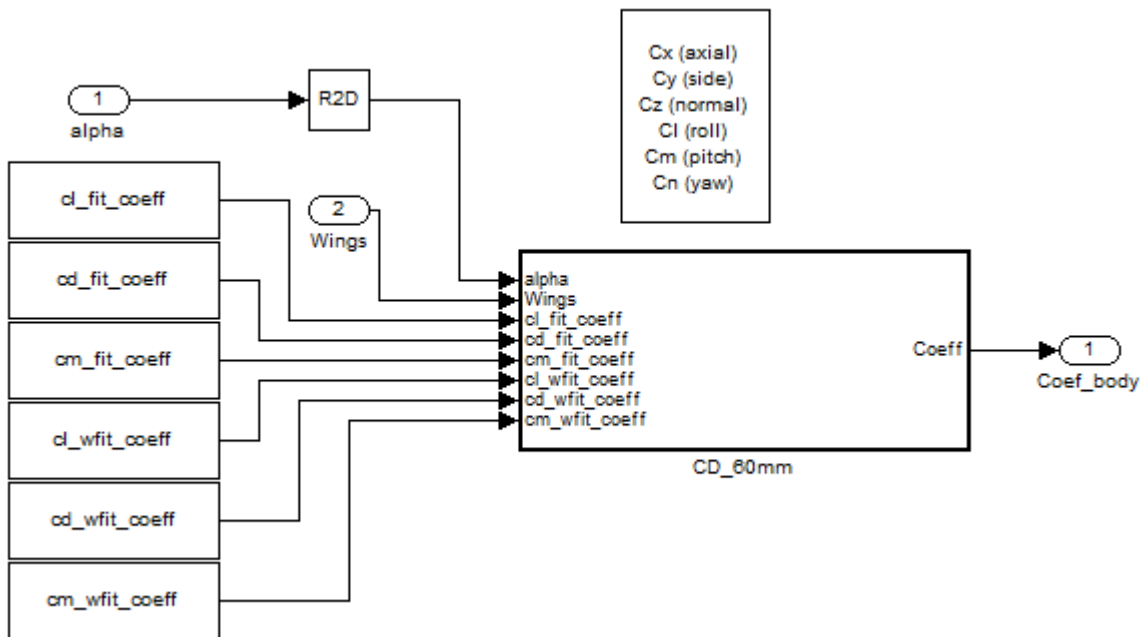 Cx (axial)
Cy (side)
Cz (normal)
Cl (roll)
Cm (pitch)
Cn (yaw)
1
alpha
R2D
2
Wings
cl_fit_coeff
cd_fit_coeff
cm_fit_coeff
cl_wfit_coeff
cd_wfit_coeff
cm_wfit_coeff
alpha
Wings
cl_fit_coeff
cd_fit_coeff
cm_fit_coeff
cl_wfit_coeff
cd_wfit_coeff
cm_wfit_coeff
Coeff
CD_60mm
1
Coef_body